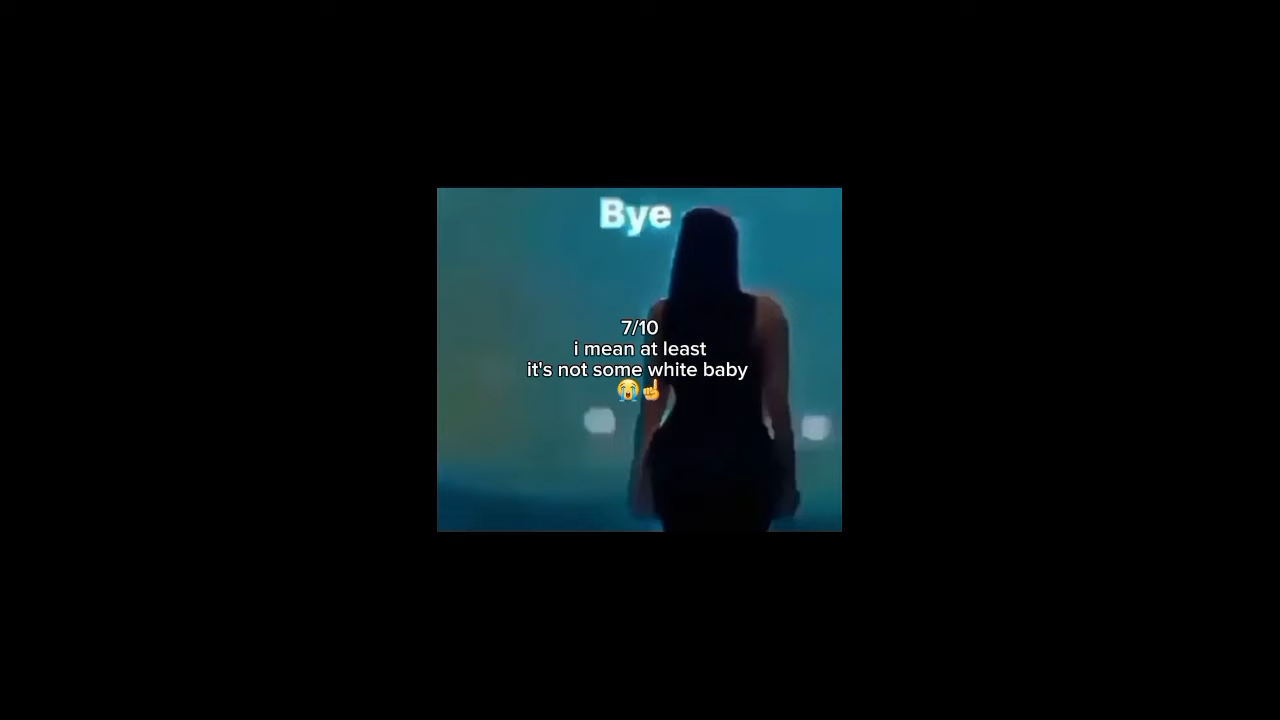 Bye
7/10
i mean at least
it's not some white baby
😭☝️